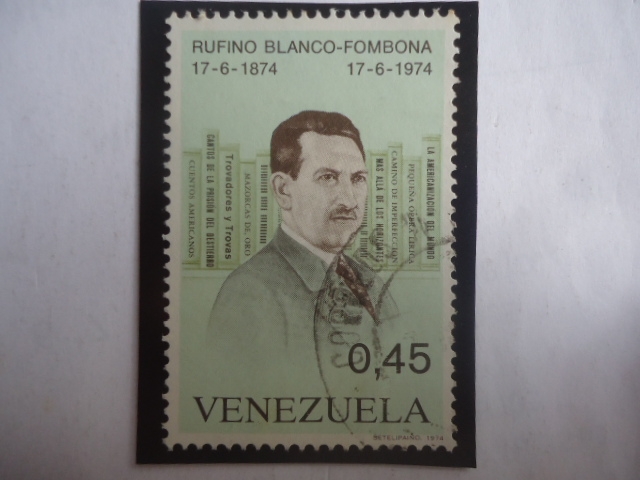 RUFINO BLANCO-FOMBONA
17-6-1874 17-6-1974
CUENTOS AMERICANOS
CANTOS DE LA PRISION DEL DESTIERRO
Trovadores y Trovas
MAZORCAS DE ORO
MAS ALLA DE LOS HORIZONTES
CAMINO DE IMPERFECCION
PEQUEÑA OPERA LIRICA
LA AMERICANIZACION DEL MUNDO
0,45
VENEZUELA
1974